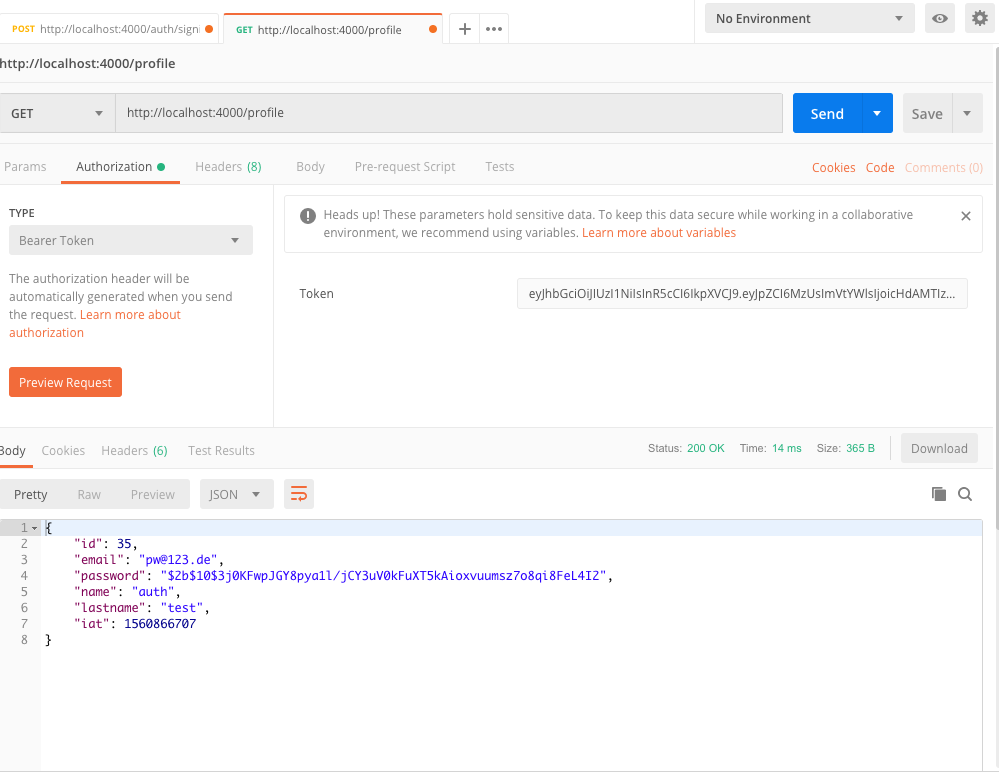 POST http://localhost:4000/auth/signi
GET http://localhost:4000/profile
No Environment
http://localhost:4000/profile
GET http://localhost:4000/profile Send Save
Params Authorization Headers (8) Body Pre-request Script Tests Cookies Code Comments (0)
TYPE
Bearer Token
The authorization header will be
automatically generated when you send
the request. Learn more about
authorization
Preview Request
Heads up! These parameters hold sensitive data. To keep this data secure while working in a collaborative
environment, we recommend using variables. Learn more about variables
Token eyJhbGciOiJIUzI1NiIsInR5cCI6IkpXVCJ9.eyJpZCI6MzUsImVtYWlsIjoicHdAMTIz...
Body Cookies Headers (6) Test Results Status: 200 OK Time: 14 ms Size: 365 B Download
Pretty Raw Preview JSON
1 {
2 "id": 35,
3 "email": "pw@123.de",
4 "password": "$2b$10$3j0KFwpJGY8pya1l/jCY3uV0kFuXT5kAioxvuumsz7o8qi8FeL4I2",
5 "name": "auth",
6 "lastname": "test",
7 "iat": 1560866707
8 }